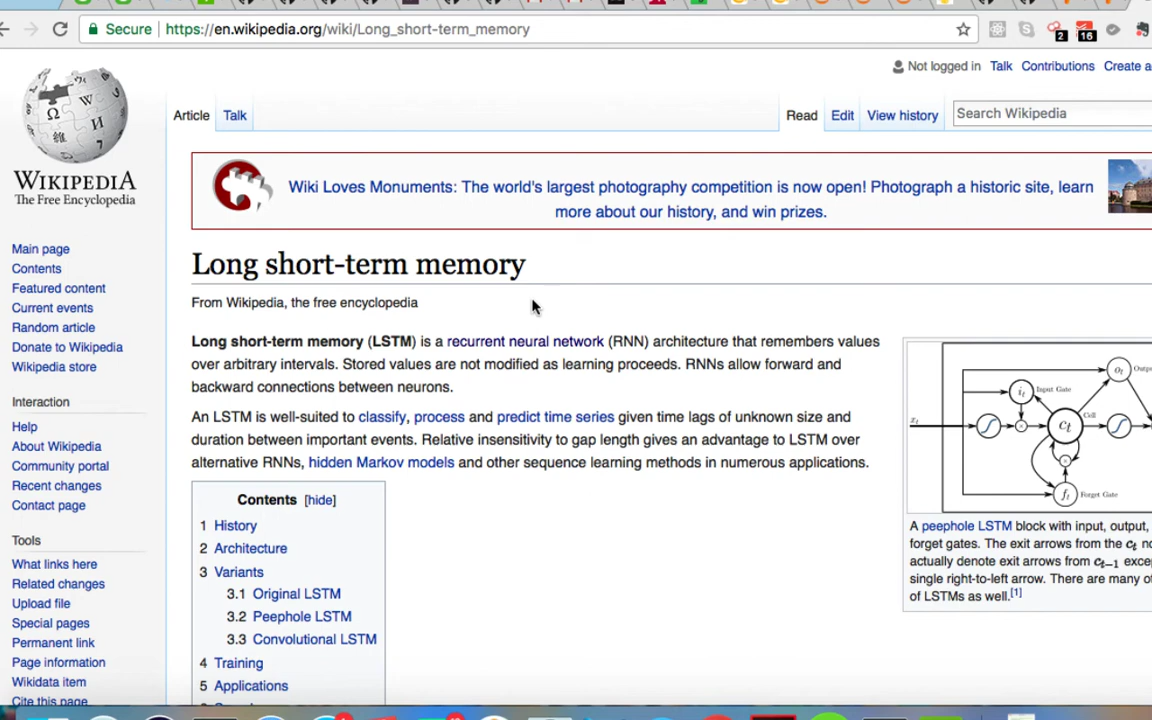 Secure https://en.wikipedia.org/wiki/Long_short-term_memory
2
16
Not logged in Talk Contributions Create a
Article Talk
Read Edit View history Search Wikipedia
WIKIPEDIA
The Free Encyclopedia
Wiki Loves Monuments: The world's largest photography competition is now open! Photograph a historic site, learn
more about our history, and win prizes.
Main page
Contents
Featured content
Current events
Random article
Donate to Wikipedia
Wikipedia store
Interaction
Help
About Wikipedia
Community portal
Recent changes
Contact page
Tools
What links here
Related changes
Upload file
Special pages
Permanent link
Page information
Wikidata item
Cite this page
Long short-term memory
From Wikipedia, the free encyclopedia
Long short-term memory (LSTM) is a recurrent neural network (RNN) architecture that remembers values
over arbitrary intervals. Stored values are not modified as learning proceeds. RNNs allow forward and
backward connections between neurons.
An LSTM is well-suited to classify, process and predict time series given time lags of unknown size and
duration between important events. Relative insensitivity to gap length gives an advantage to LSTM over
alternative RNNs, hidden Markov models and other sequence learning methods in numerous applications.
Contents [hide]
1 History
2 Architecture
3 Variants
3.1 Original LSTM
3.2 Peephole LSTM
3.3 Convolutional LSTM
4 Training
5 Applications
Input Gate
Outpu
Cell
Forget Gate
xt
it
ot
ct
ft
A peephole LSTM block with input, output,
forget gates. The exit arrows from the ct no
actually denote exit arrows from ct−1 exce
single right-to-left arrow. There are many o
of LSTMs as well.[1]